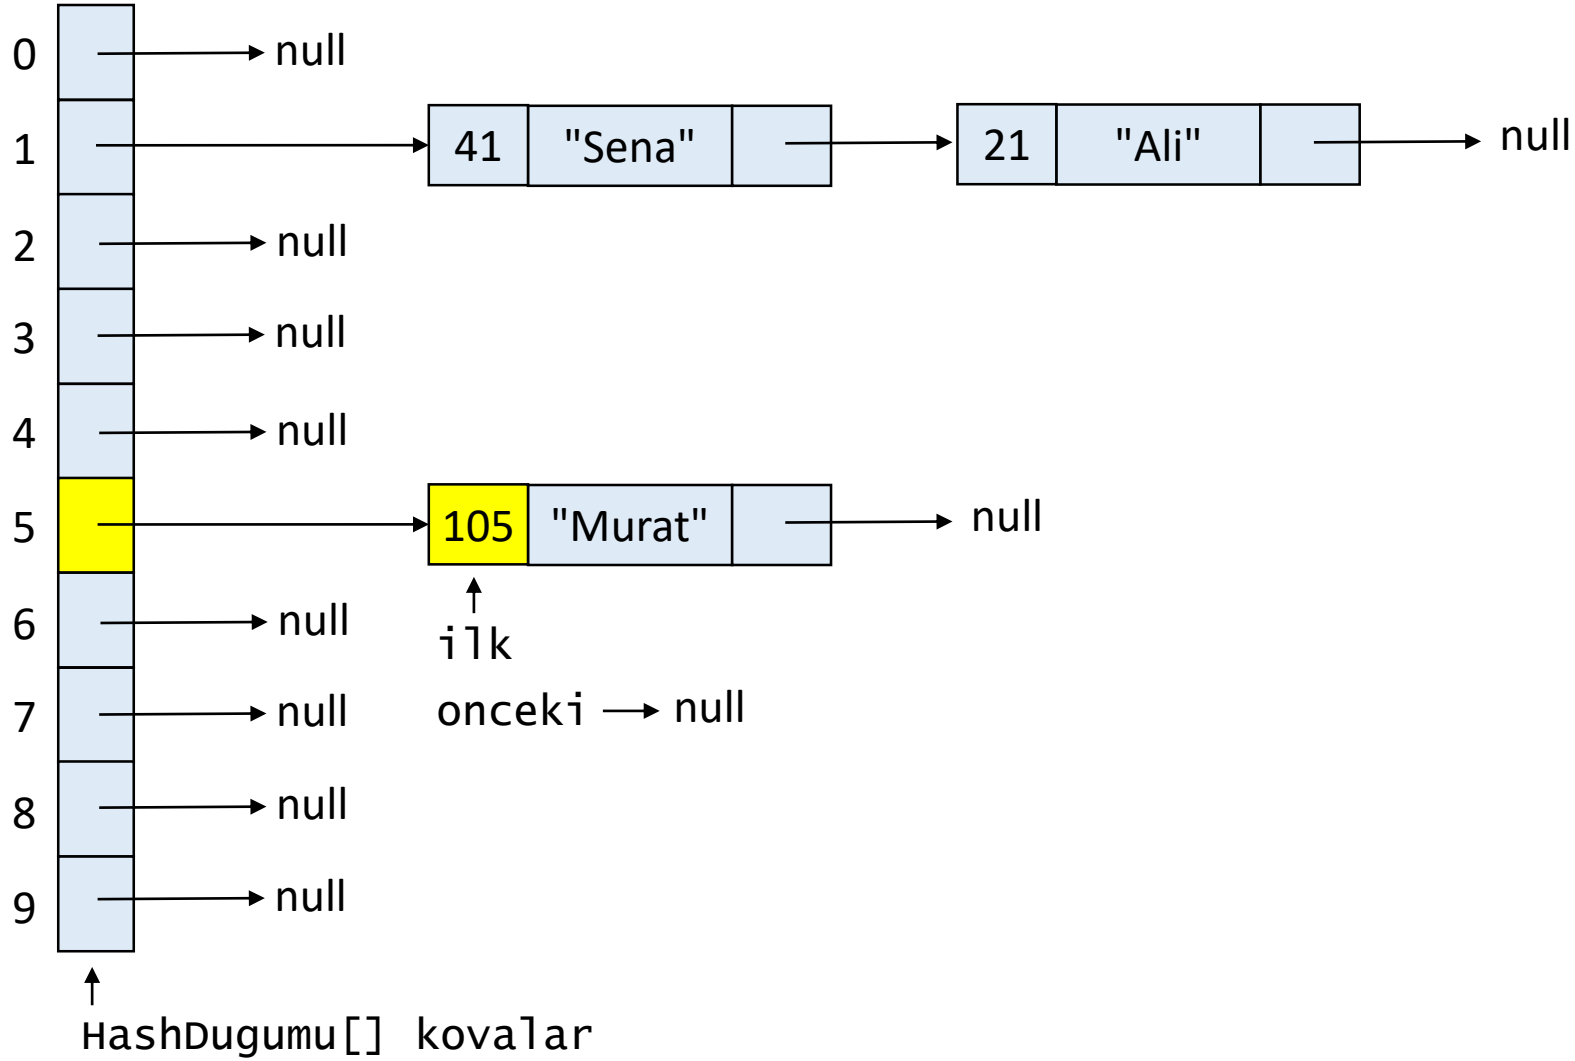 0 null
1 41 "Sena" 21 "Ali" null
2 null
3 null
4 null
5 105 "Murat" null
ilk
6 null
onceki null
7 null
8 null
9 null
HashDugumu[] kovalar